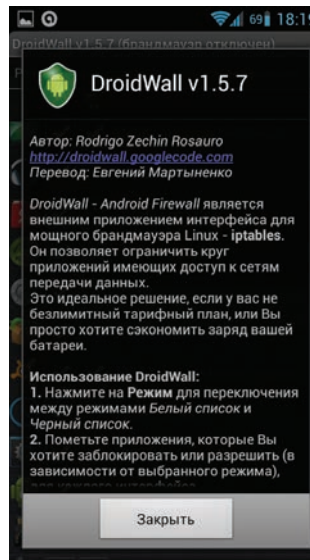 69 18:19
DroidWall v1.5.7 (брандмауэр отключен)
DroidWall v1.5.7
Автор: Rodrigo Zechin Rosauro
http://droidwall.googlecode.com
Перевод: Евгений Мартыненко
DroidWall - Android Firewall является
внешним приложением интерфейса для
мощного брандмауэра Linux - iptables.
Он позволяет ограничить круг
приложений имеющих доступ к сетям
передачи данных.
Это идеальное решение, если у вас не
безлимитный тарифный план, или Вы
просто хотите сэкономить заряд вашей
батареи.
Использование DroidWall:
1. Нажмите на Режим для переключения
между режимами Белый список и
Черный список.
2. Пометьте приложения, которые Вы
хотите заблокировать или разрешить (в
зависимости от выбранного режима),
для каждого интерфейса
Закрыть